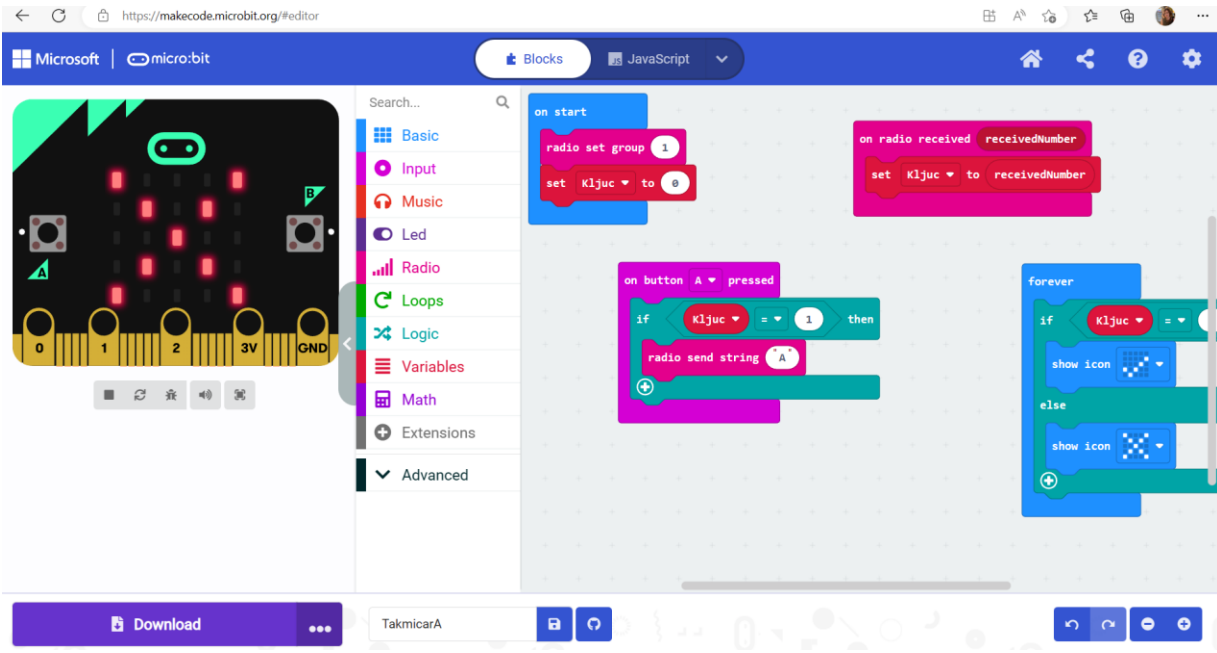 https://makecode.microbit.org/#editor
Microsoft micro:bit
Blocks
JS JavaScript
Search...
Basic
Input
Music
Led
Radio
Loops
Logic
Variables
Math
Extensions
Advanced
A
B
0 1 2 3V GND
on start
radio set group 1
set Kljuc to 0
on radio received receivedNumber
set Kljuc to receivedNumber
on button A pressed
if Kljuc = 1 then
radio send string "A"
forever
if Kljuc =
show icon
else
show icon
Download
TakmicarA